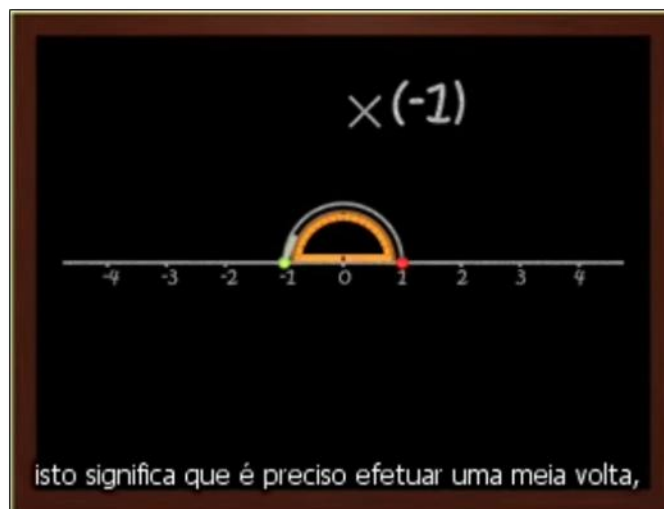 ×(-1)
-4 -3 -2 -1 0 1 2 3 4
isto significa que é preciso efetuar uma meia volta,